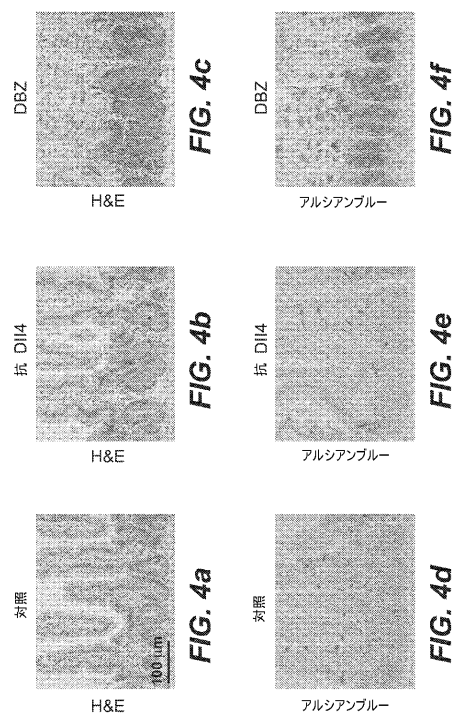 対照
H&E
100 μm
FIG. 4a
抗 Dll4
H&E
FIG. 4b
DBZ
H&E
FIG. 4c
対照
アルシアンブルー
FIG. 4d
抗 Dll4
アルシアンブルー
FIG. 4e
DBZ
アルシアンブルー
FIG. 4f